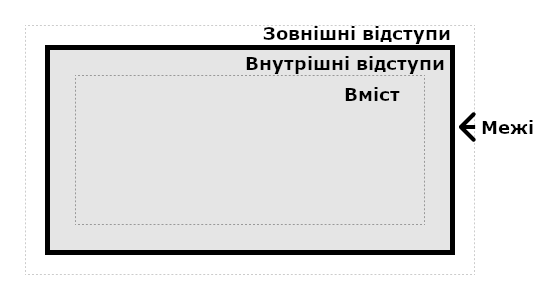 Зовнішні відступи
Внутрішні відступи
Вміст
Межі